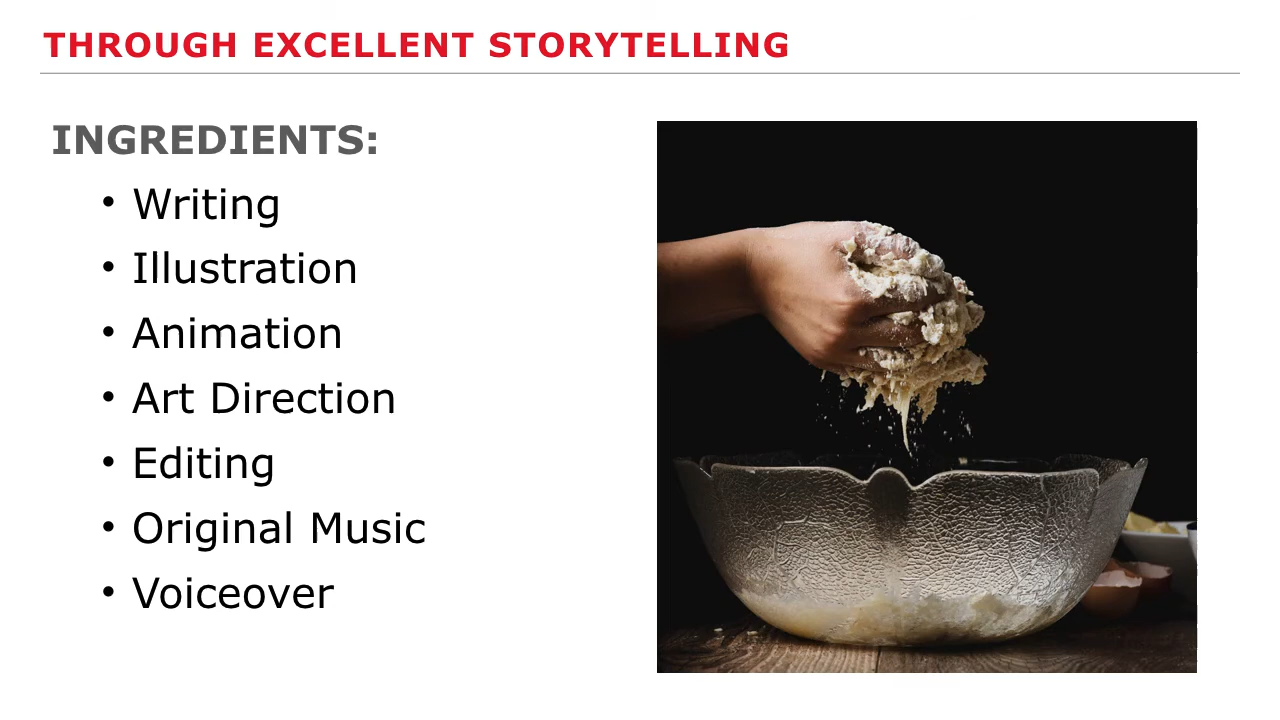 THROUGH EXCELLENT STORYTELLING
INGREDIENTS:
• Writing
• Illustration
• Animation
• Art Direction
• Editing
• Original Music
• Voiceover